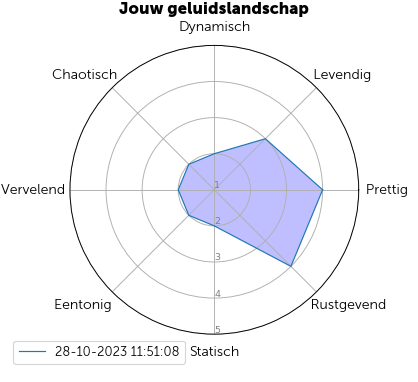 Jouw geluidslandschap
Dynamisch
Chaotisch
Levendig
Vervelend
1
Prettig
2
3
Eentonig
4
Rustgevend
5
28-10-2023 11:51:08
Statisch